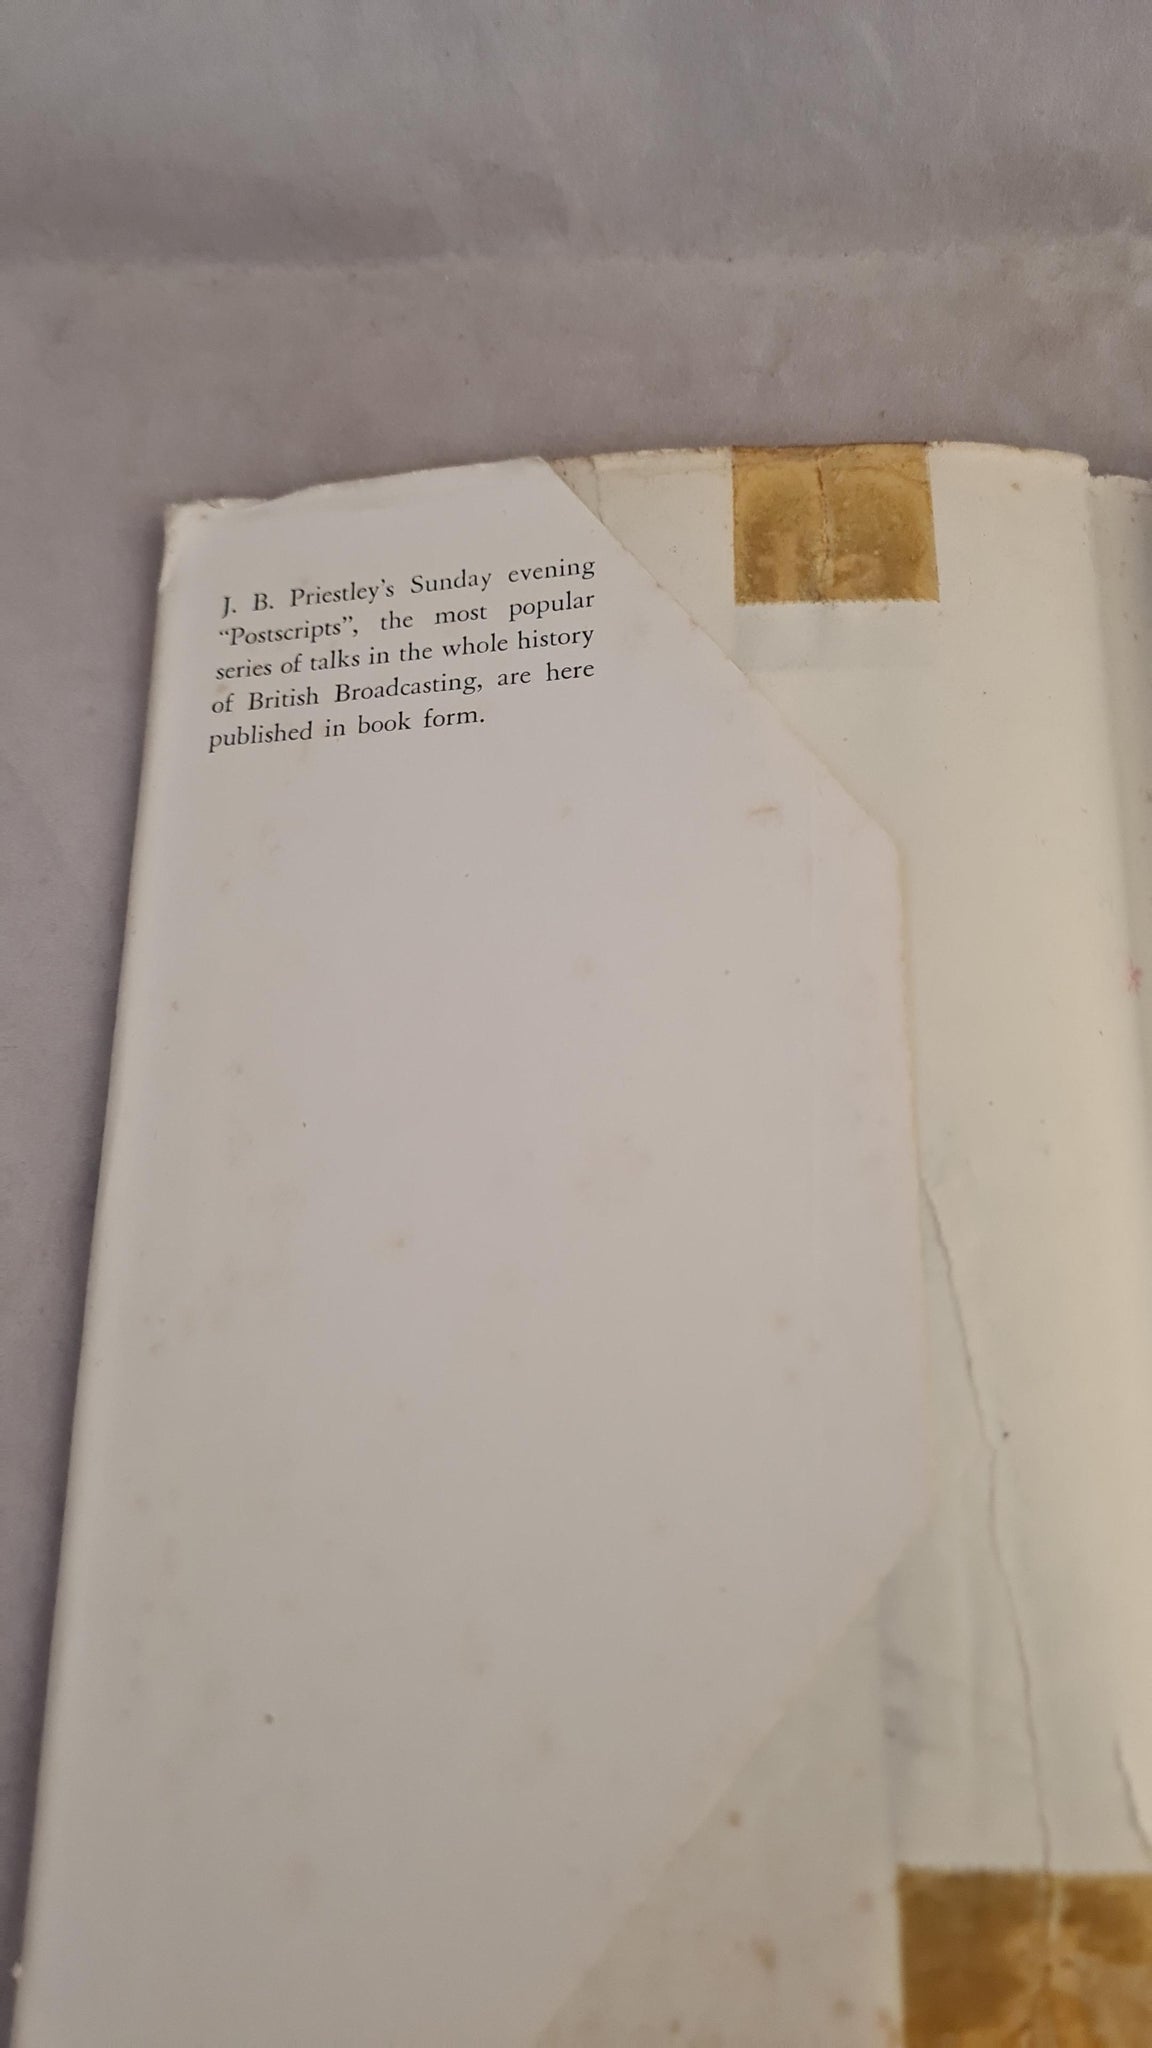 J. B. Priestley's Sunday evening
"Postscripts", the most popular
series of talks in the whole history
of British Broadcasting, are here
published in book form.